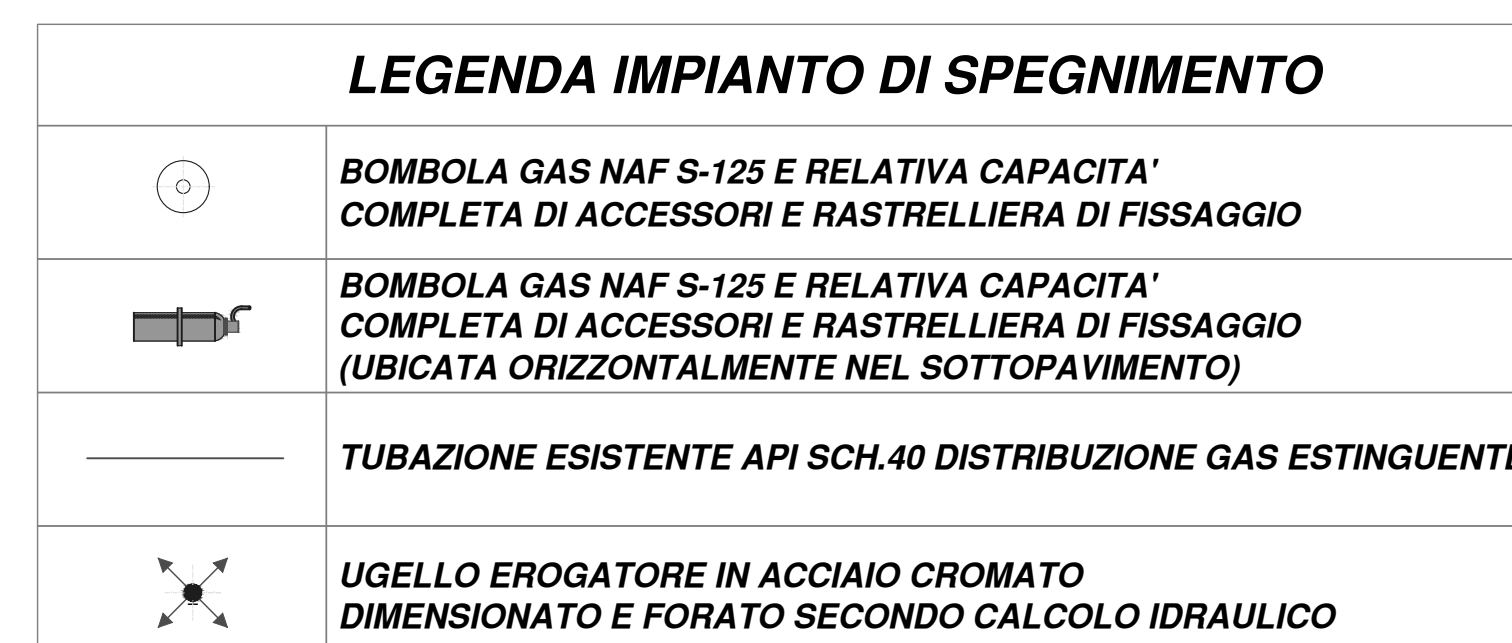 LEGENDA IMPIANTO DI SPEGNIMENTO
BOMBOLA GAS NAF S-125 E RELATIVA CAPACITA'
COMPLETA DI ACCESSORI E RASTRELLIERA DI FISSAGGIO
BOMBOLA GAS NAF S-125 E RELATIVA CAPACITA'
COMPLETA DI ACCESSORI E RASTRELLIERA DI FISSAGGIO
(UBICATA ORIZZONTALMENTE NEL SOTTOPAVIMENTO)
TUBAZIONE ESISTENTE API SCH.40 DISTRIBUZIONE GAS ESTINGUENTE
UGELLO EROGATORE IN ACCIAIO CROMATO
DIMENSIONATO E FORATO SECONDO CALCOLO IDRAULICO